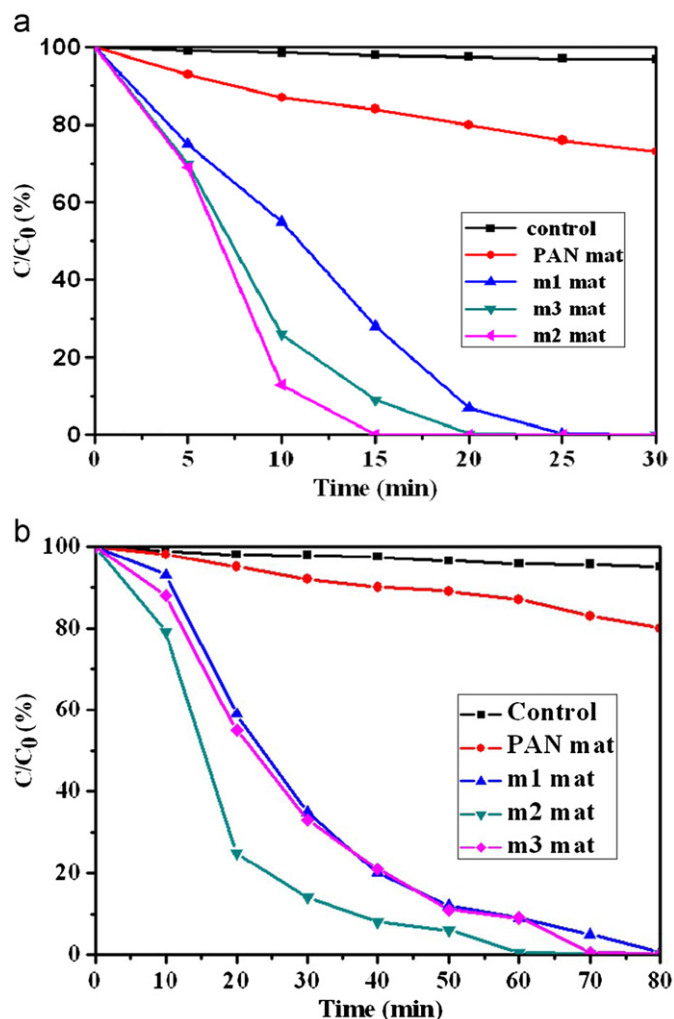 a
100
80
60
40
20
0
C/C0 (%)
control
PAN mat
m1 mat
m3 mat
m2 mat
0 5 10 15 20 25 30
Time (min)
b
100
80
60
40
20
0
C/C0 (%)
Control
PAN mat
m1 mat
m2 mat
m3 mat
0 10 20 30 40 50 60 70 80
Time (min)